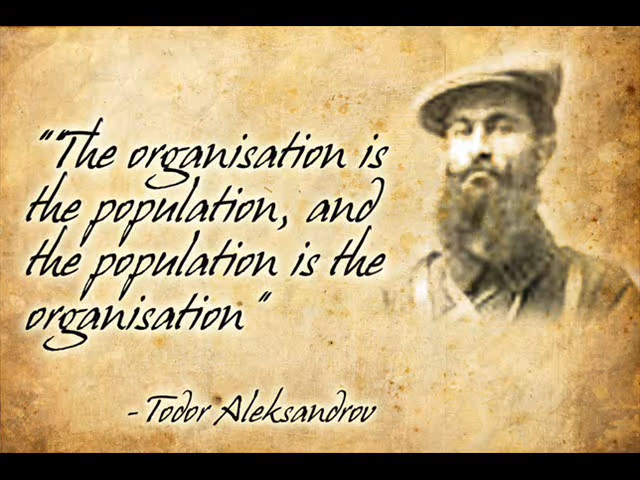 "The organisation is
the population, and
the population is the
organisation"
-Todor Aleksandrov